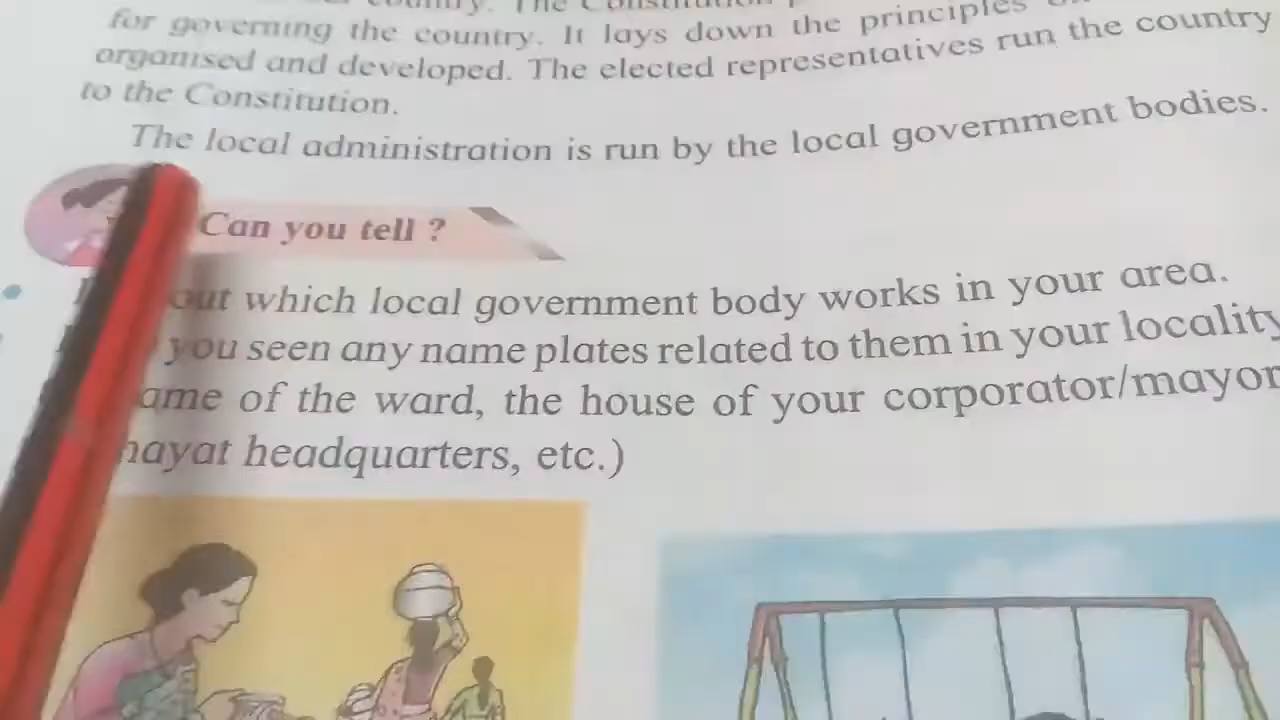 country. The
for governing the country. It lays down the principles
organised and developed. The elected representatives run the country
to the Constitution.
The local administration is run by the local government bodies.
Can you tell ?
out which local government body works in your area.
you seen any name plates related to them in your locality
ame of the ward, the house of your corporator/mayor
hayat headquarters, etc.)